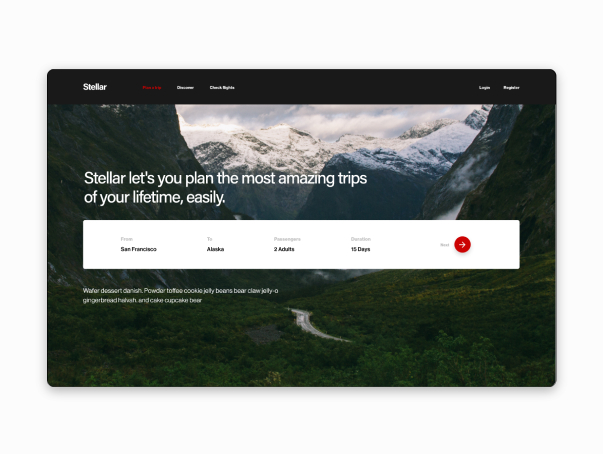 Stellar
Plan a trip
Discover
Check flights
Login
Register
Stellar let's you plan the most amazing trips
of your lifetime, easily.
From
To
Passengers
Duration
San Francisco
Alaska
2 Adults
15 Days
Next
Wafer dessert danish. Powder toffee cookie jelly beans bear claw jelly-o
gingerbread halvah. and cake cupcake bear